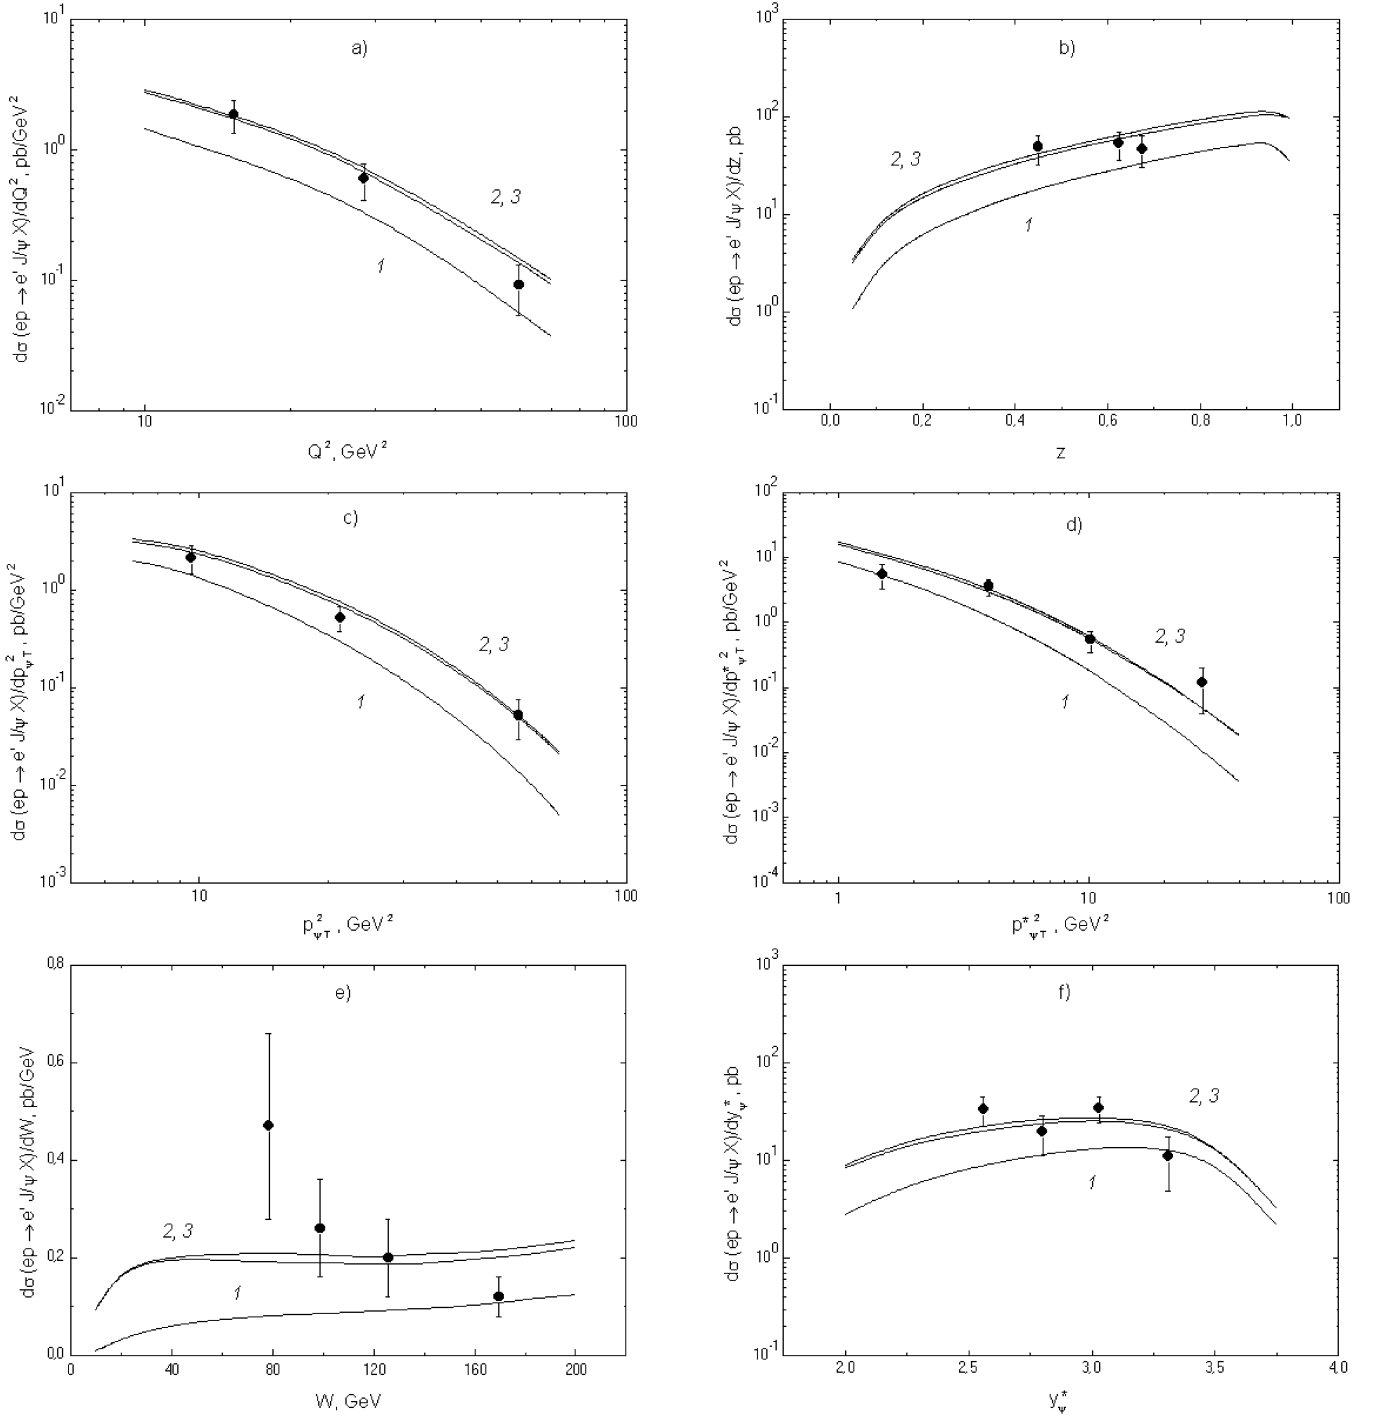 a)
dσ (ep → e' J/ψ X)/dQ², pb/GeV²
10¹
10⁰
10⁻¹
10⁻²
2, 3
1
10 100
Q², GeV²
b)
dσ (ep → e' J/ψ X)/dz, pb
10³
10²
10¹
10⁰
10⁻¹
2, 3
1
0,0 0,2 0,4 0,6 0,8 1,0
z
c)
dσ (ep → e' J/ψ X)/dp²ψT, pb/GeV²
10¹
10⁰
10⁻¹
10⁻²
10⁻³
2, 3
1
10 100
p²ψT, GeV²
d)
dσ (ep → e' J/ψ X)/dp*²ψT, pb/GeV²
10²
10¹
10⁰
10⁻¹
10⁻²
10⁻³
10⁻⁴
2, 3
1
1 10 100
p*²ψT, GeV²
e)
dσ (ep → e' J/ψ X)/dW, pb/GeV
0,8
0,6
0,4
0,2
0,0
2, 3
1
0 40 80 120 160 200
W, GeV
f)
dσ (ep → e' J/ψ X)/dy*ψ, pb
10³
10²
10¹
10⁰
10⁻¹
2, 3
1
2,0 2,5 3,0 3,5 4,0
y*ψ